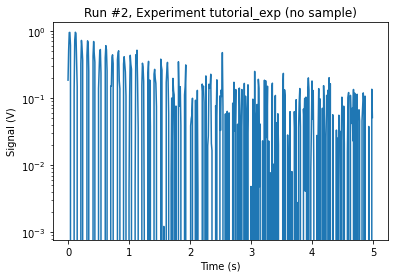 Run #2, Experiment tutorial_exp (no sample)
Signal (V)
10⁰
10⁻¹
10⁻²
10⁻³
0 1 2 3 4 5
Time (s)